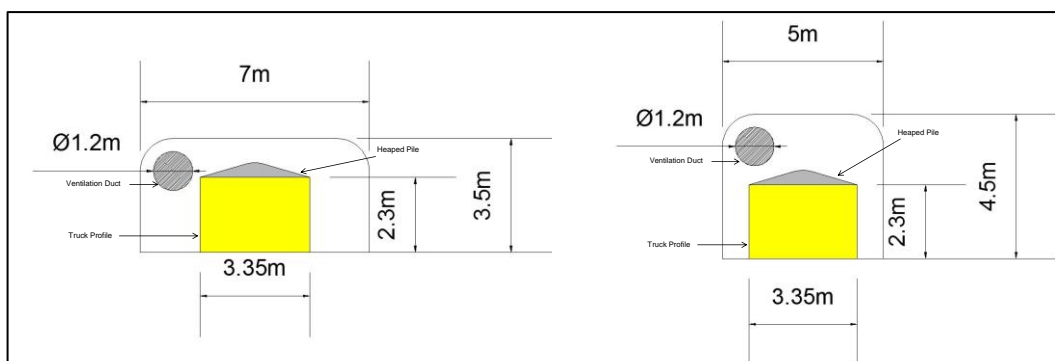 7m
Ø1.2m
Heaped Pile
Ventilation Duct
Truck Profile
2.3m
3.5m
3.35m
5m
Ø1.2m
Heaped Pile
Ventilation Duct
Truck Profile
2.3m
4.5m
3.35m